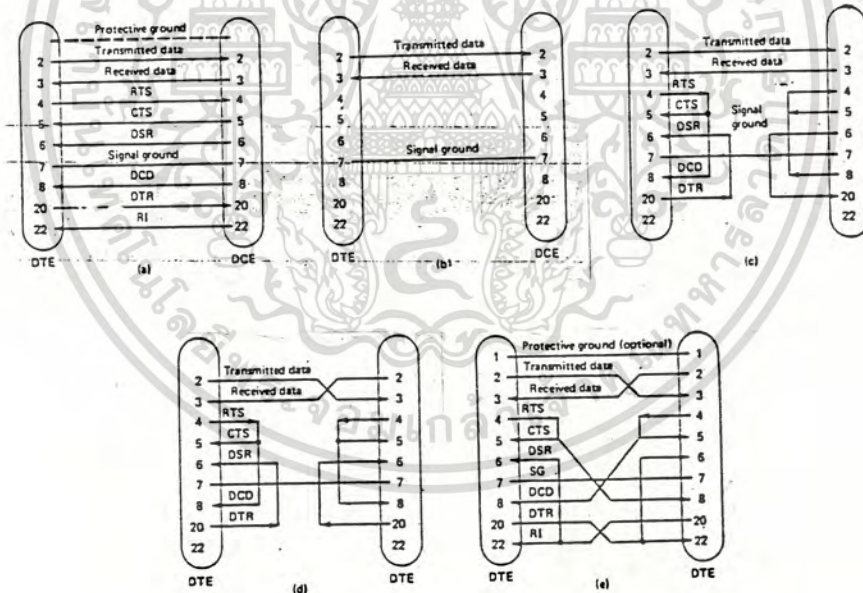 Protective ground
Transmitted data
2 2
Received data
3 3
RTS
4 4
CTS
5 5
DSR
6 6
Signal ground
7 7
DCD
8 8
DTR
20 20
RI
22 22
DTE DCE
(a)
Transmitted data
2 2
Received data
3 3
4 4
5 5
6 6
Signal ground
7 7
8 8
20 20
22 22
DTE DCE
(b)
Transmitted data
2 2
Received data
3 3
RTS
4 4
CTS
5 5
Signal ground
DSR
6 6
7 7
DCD
8 8
DTR
20 20
22 22
(c)
Transmitted data
2 2
Received data
3 3
RTS
4 4
CTS
5 5
DSR
6 6
7 7
DCD
8 8
DTR
20 20
22 22
DTE DTE
(d)
Protective ground (optional)
1 1
Transmitted data
2 2
Received data
3 3
RTS
4 4
CTS
5 5
DSR
6 6
SG
7 7
DCD
8 8
DTR
20 20
RI
22 22
DTE DTE
(e)